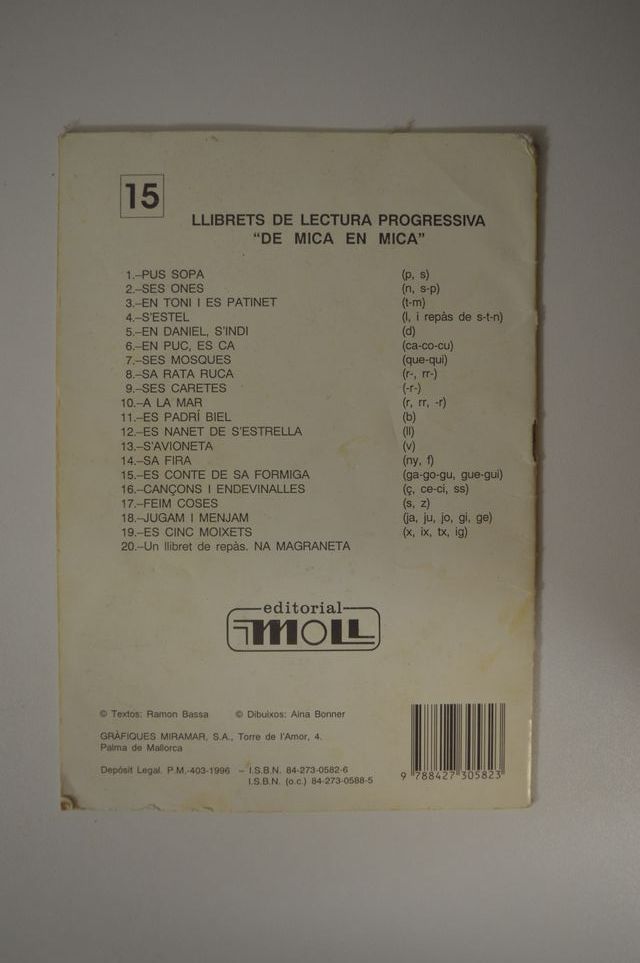 15
LLIBRETS DE LECTURA PROGRESSIVA
"DE MICA EN MICA"
1.–PUS SOPA (p, s)
2.–SES ONES (n, s-p)
3.–EN TONI I ES PATINET (t-m)
4.–S'ESTEL (l, i repàs de s-t-n)
5.–EN DANIEL, S'INDI (d)
6.–EN PUC, ES CA (ca-co-cu)
7.–SES MOSQUES (que-qui)
8.–SA RATA RUCA (r-, rr-)
9.–SES CARETES (-r-)
10.–A LA MAR (r, rr, -r)
11.–ES PADRÍ BIEL (b)
12.–ES NANET DE S'ESTRELLA (ll)
13.–S'AVIONETA (v)
14.–SA FIRA (ny, f)
15.–ES CONTE DE SA FORMIGA (ga-go-gu, gue-gui)
16.–CANÇONS I ENDEVINALLES (ç, ce-ci, ss)
17.–FEIM COSES (s, z)
18.–JUGAM I MENJAM (ja, ju, jo, gi, ge)
19.–ES CINC MOIXETS (x, ix, tx, ig)
20.–Un llibret de repàs. NA MAGRANETA
editorial
MOLL
© Textos: Ramon Bassa © Dibuixos: Aina Bonner
GRÀFIQUES MIRAMAR, S.A., Torre de l'Amor, 4.
Palma de Mallorca
Depósit Legal. P.M.-403-1996 – I.S.B.N. 84-273-0582-6
I.S.B.N. (o.c.) 84-273-0588-5
9 788427 305823